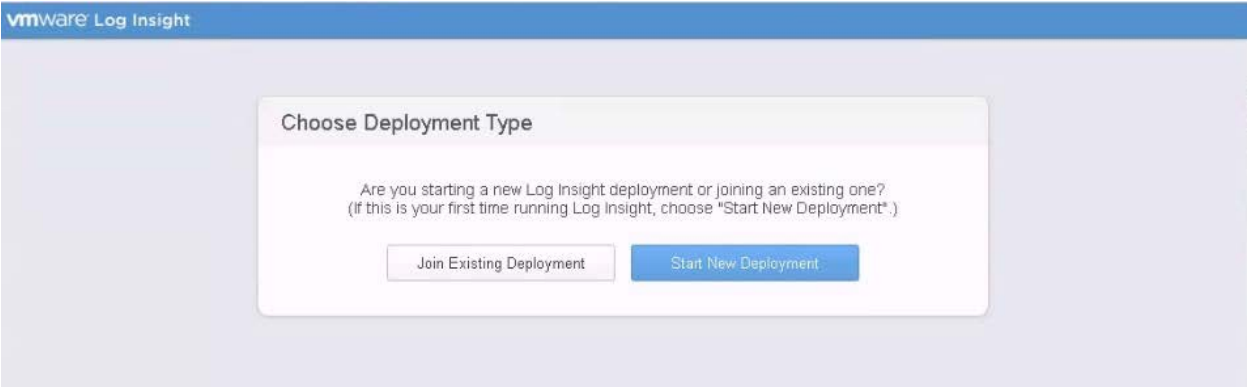 vmware Log Insight
Choose Deployment Type
Are you starting a new Log Insight deployment or joining an existing one?
(If this is your first time running Log Insight, choose "Start New Deployment".)
Join Existing Deployment
Start New Deployment